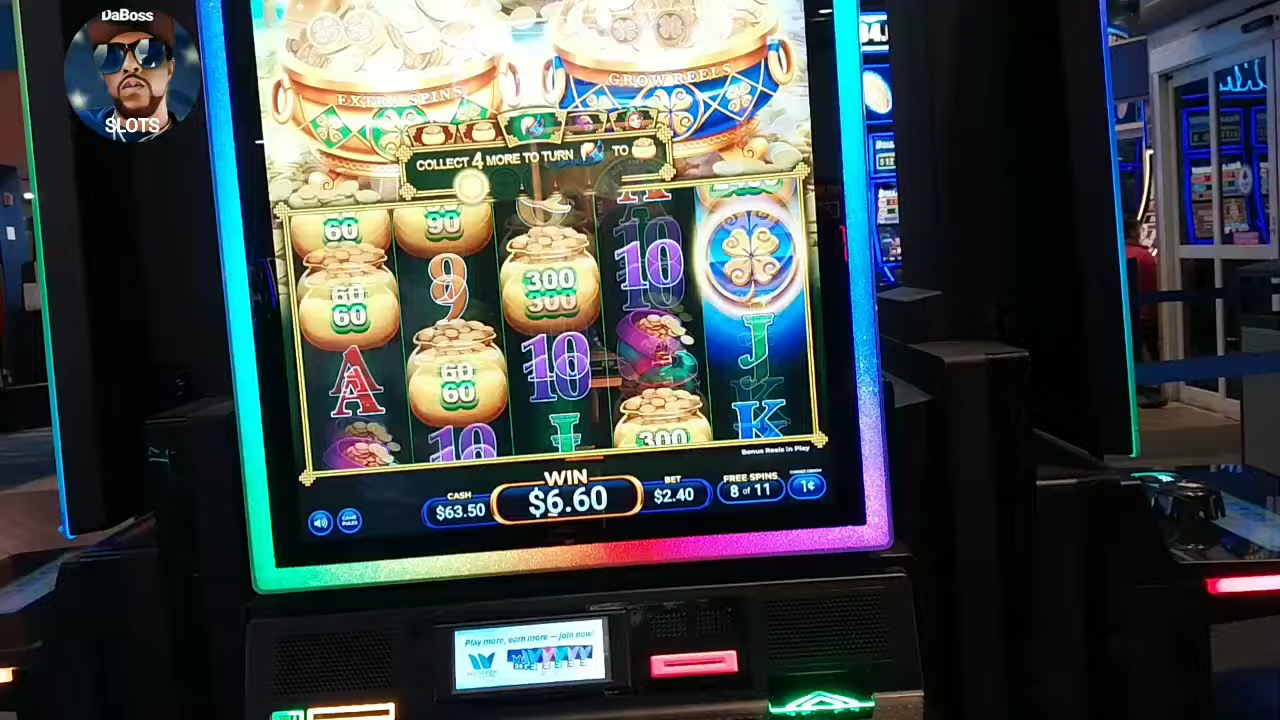 DaBoss
SLOTS
EXTRA SPINS
GROW REELS
COLLECT 4 MORE TO TURN TO
60
90
60
60
9
300
300
10
A
60
60
10
10
J
300
K
Bonus Reels in Play
CASH
$63.50
WIN
$6.60
BET
$2.40
FREE SPINS
8 of 11
1¢
GAME
RULES
Play more, earn more — join now!